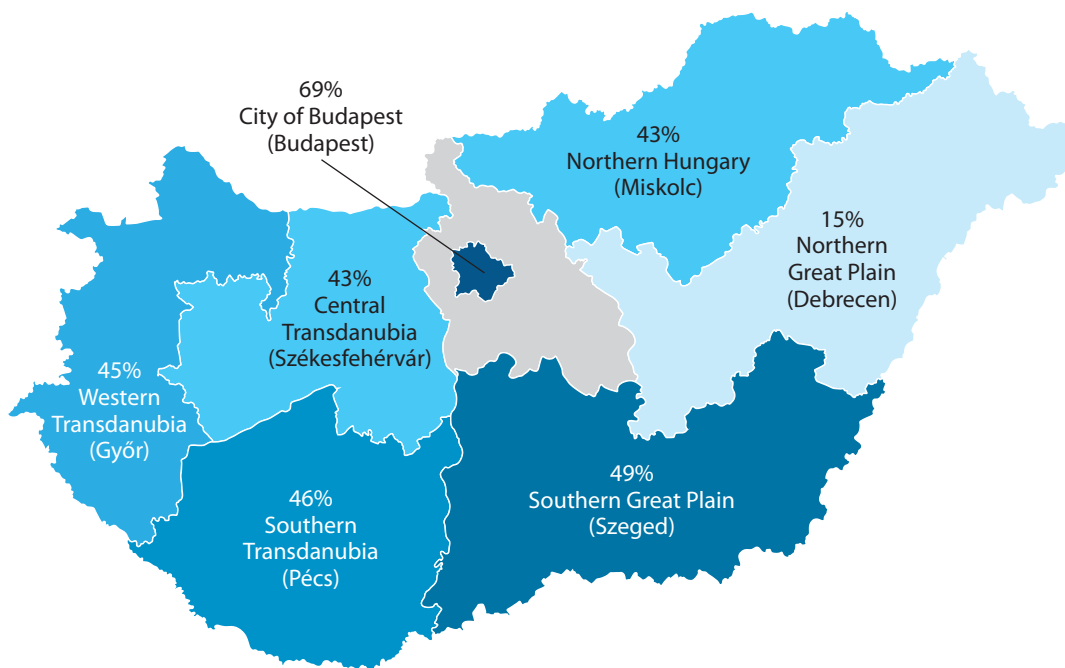 69%
City of Budapest
(Budapest)
43%
Northern Hungary
(Miskolc)
15%
Northern
Great Plain
(Debrecen)
43%
Central
Transdanubia
(Székesfehérvár)
45%
Western
Transdanubia
(Győr)
49%
Southern Great Plain
(Szeged)
46%
Southern
Transdanubia
(Pécs)